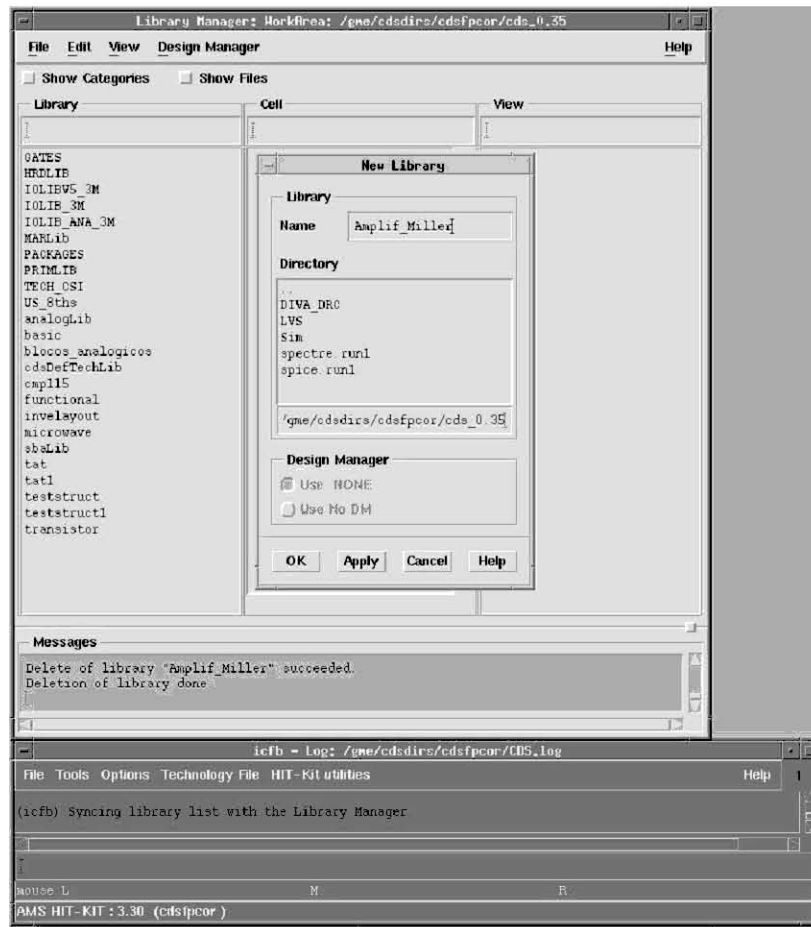 Library Manager: WorkArea: /gme/cdsdirs/cdsfpcor/cds_0.35
File Edit View Design Manager Help
Show Categories Show Files
Library Cell View
GATES
HRDLIB
IOLIBV5_3M
IOLIB_3M
IOLIB_ANA_3M
MARLib
PACKAGES
PRIMLIB
TECH_CSI
US_8ths
analogLib
basic
blocos_analogicos
cdsDefTechLib
cmp115
functional
invelayout
microwave
sbaLib
tat
tat1
teststruct
teststruct1
transistor
New Library
Library
Name Amplif_Miller
Directory
..
DIVA_DRC
LVS
Sim
spectre.run1
spice.run1
/gme/cdsdirs/cdsfpcor/cds_0.35
Design Manager
Use NONE
Use No DM
OK Apply Cancel Help
Messages
Delete of library "Amplif_Miller" succeeded.
Deletion of library done
icfb - Log: /gme/cdsdirs/cdsfpcor/CDS.log
File Tools Options Technology File HIT-Kit utilities Help 1
(icfb) Syncing library list with the Library Manager
mouse L M R
AMS HIT-KIT : 3.30 (cdsfpcor )